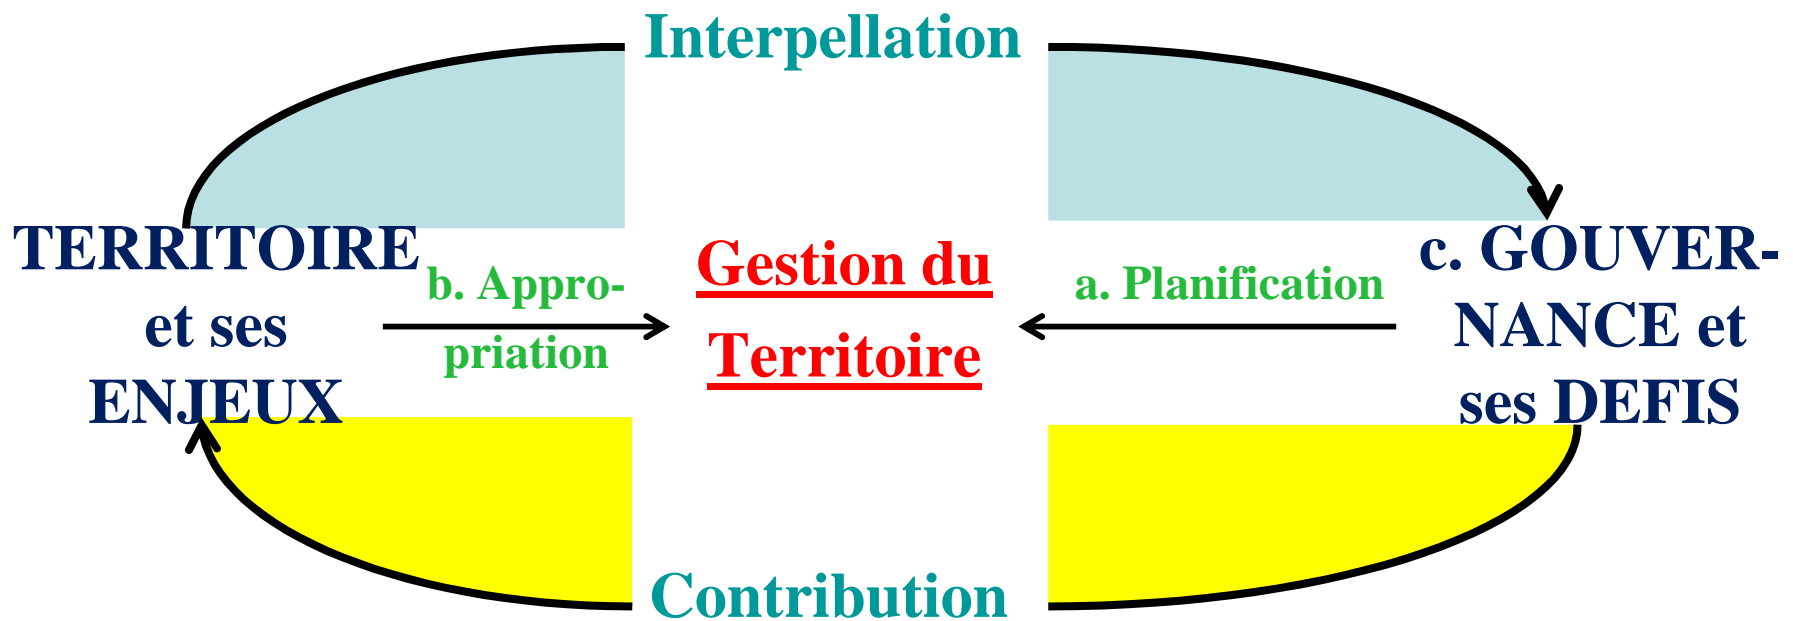 Interpellation
TERRITOIRE
et ses
ENJEUX
b. Appro-
priation
Gestion du
Territoire
a. Planification
c. GOUVER-
NANCE et
ses DEFIS
Contribution